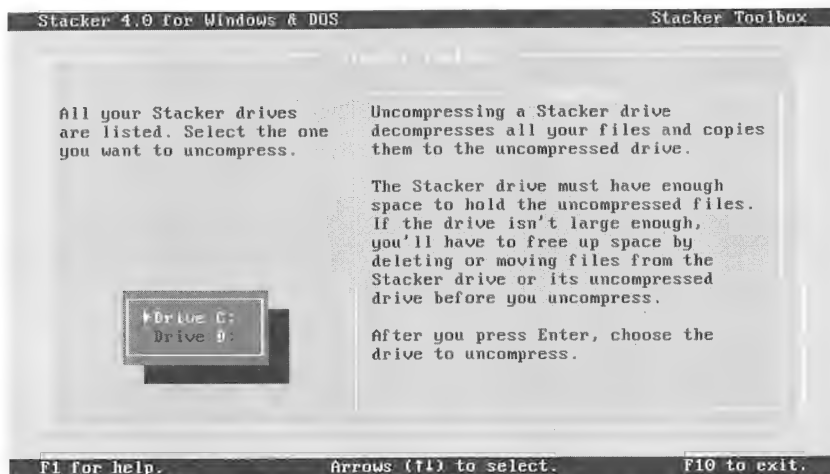 Stacker 4.0 for Windows & DOS
Stacker Toolbox
All your Stacker drives
are listed. Select the one
you want to uncompress.
▶Drive C:
Drive D:
Uncompressing a Stacker drive
decompresses all your files and copies
them to the uncompressed drive.
The Stacker drive must have enough
space to hold the uncompressed files.
If the drive isn't large enough,
you'll have to free up space by
deleting or moving files from the
Stacker drive or its uncompressed
drive before you uncompress.
After you press Enter, choose the
drive to uncompress.
F1 for help.
Arrows (↑↓) to select.
F10 to exit.